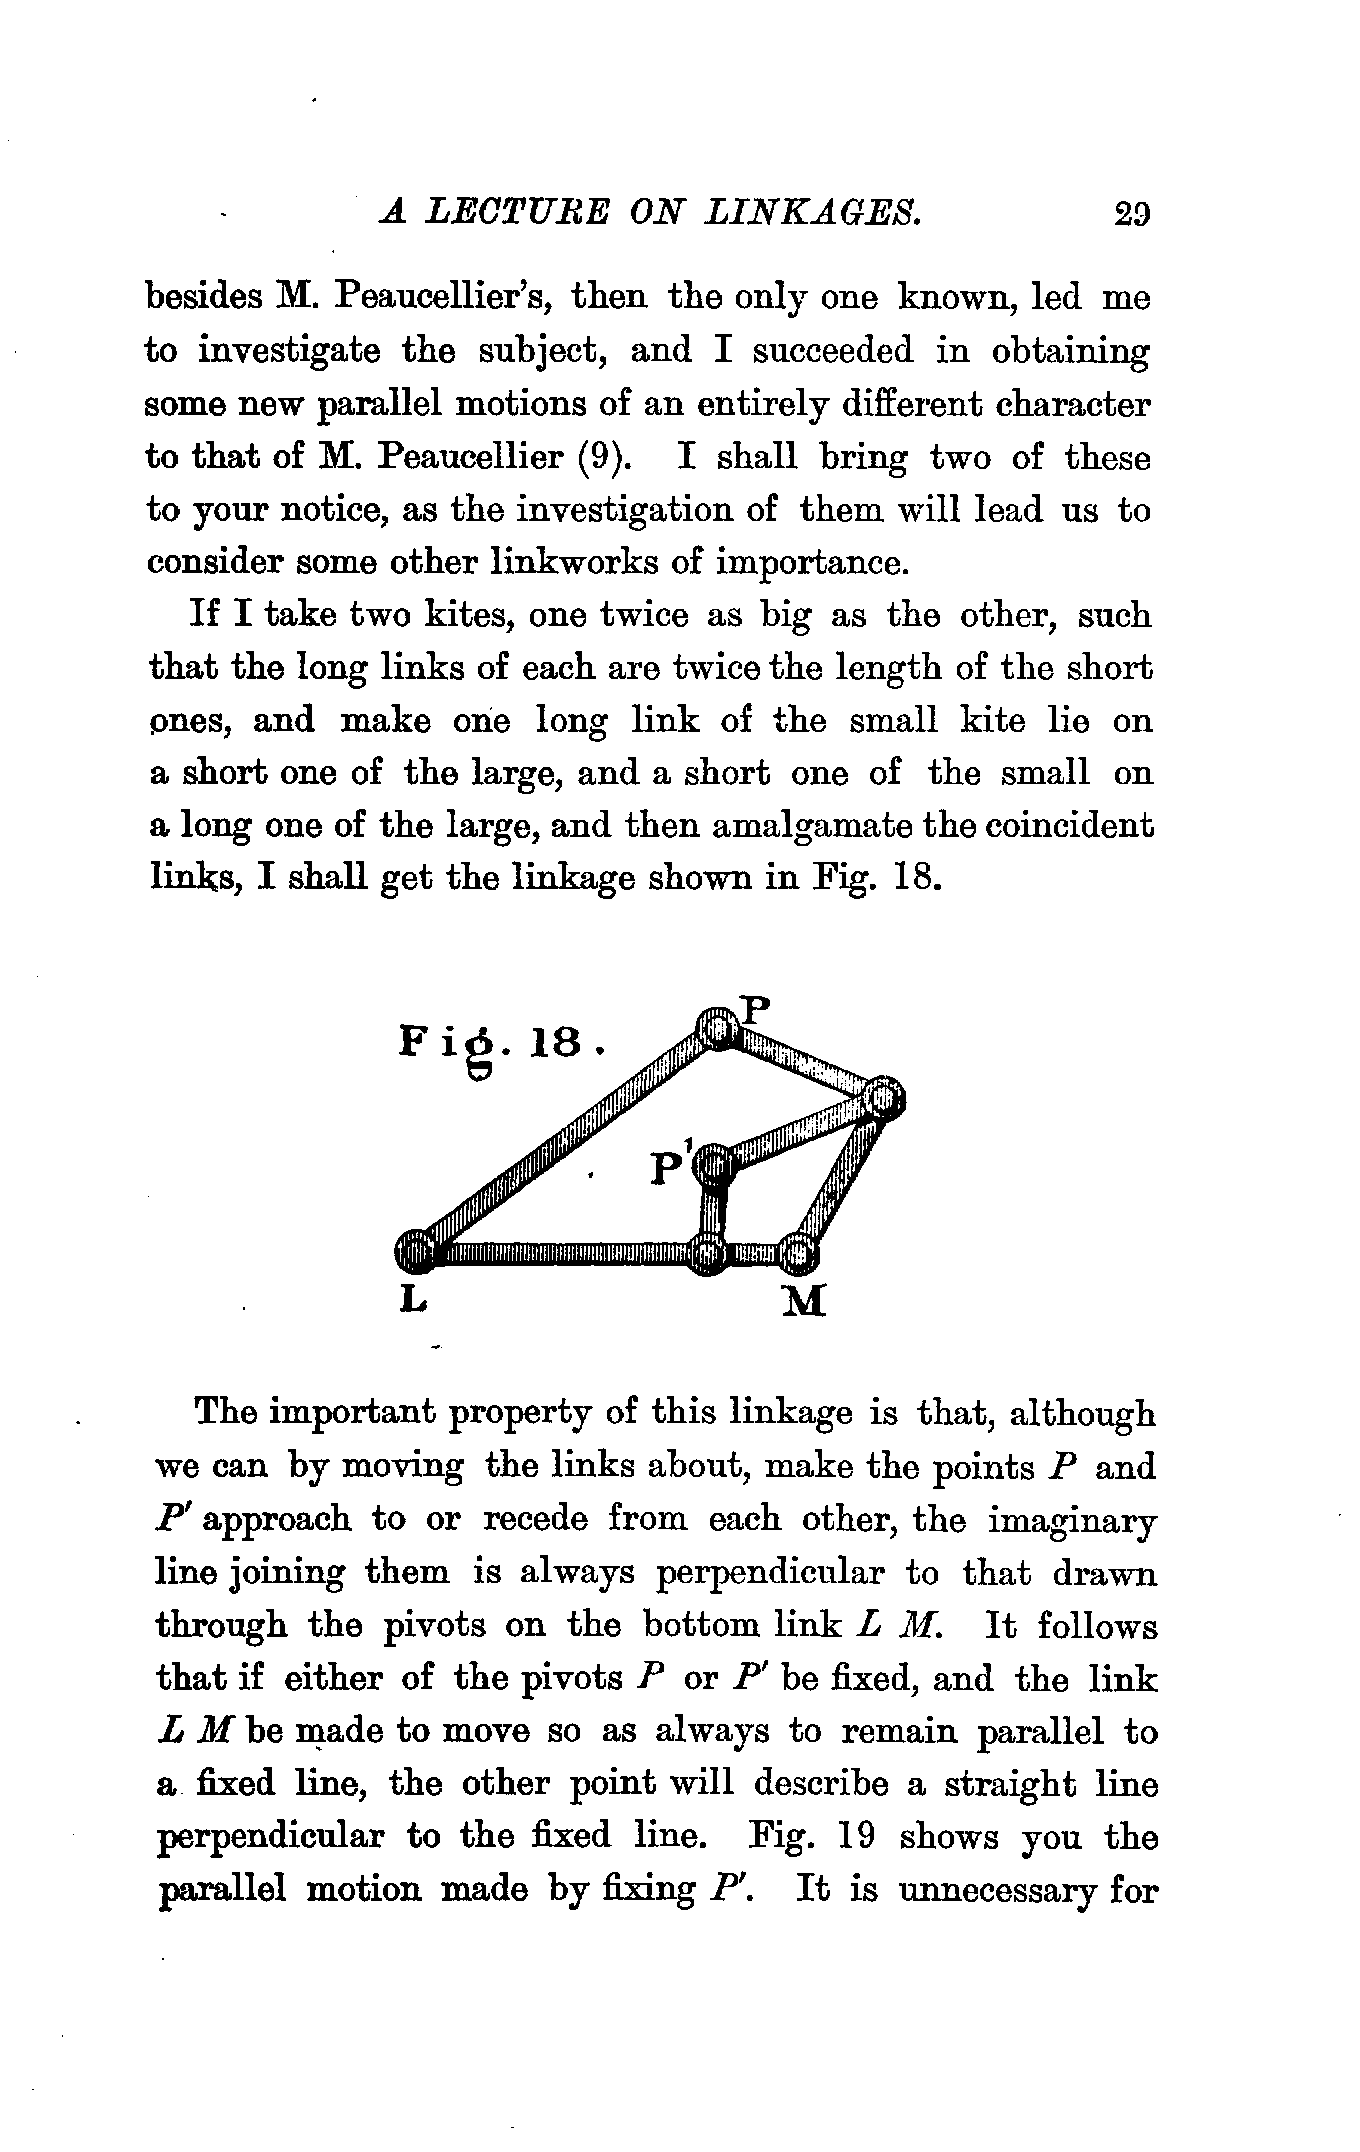 A LECTURE ON LINKAGES. 29
besides M. Peaucellier's, then the only one known, led me
to investigate the subject, and I succeeded in obtaining
some new parallel motions of an entirely different character
to that of M. Peaucellier (9). I shall bring two of these
to your notice, as the investigation of them will lead us to
consider some other linkworks of importance.
If I take two kites, one twice as big as the other, such
that the long links of each are twice the length of the short
ones, and make one long link of the small kite lie on
a short one of the large, and a short one of the small on
a long one of the large, and then amalgamate the coincident
links, I shall get the linkage shown in Fig. 18.
Fig. 18.
P
P'
L
M
The important property of this linkage is that, although
we can by moving the links about, make the points P and
P' approach to or recede from each other, the imaginary
line joining them is always perpendicular to that drawn
through the pivots on the bottom link L M. It follows
that if either of the pivots P or P' be fixed, and the link
L M be made to move so as always to remain parallel to
a fixed line, the other point will describe a straight line
perpendicular to the fixed line. Fig. 19 shows you the
parallel motion made by fixing P'. It is unnecessary for